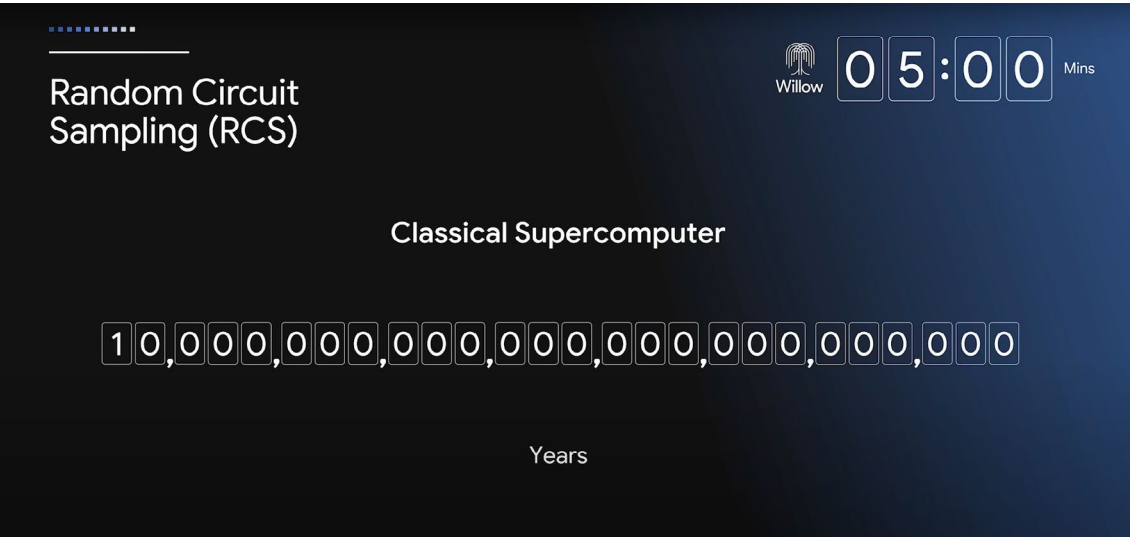 Random Circuit
Sampling (RCS)
Willow
05:00 Mins
Classical Supercomputer
10,000,000,000,000,000,000,000,000
Years